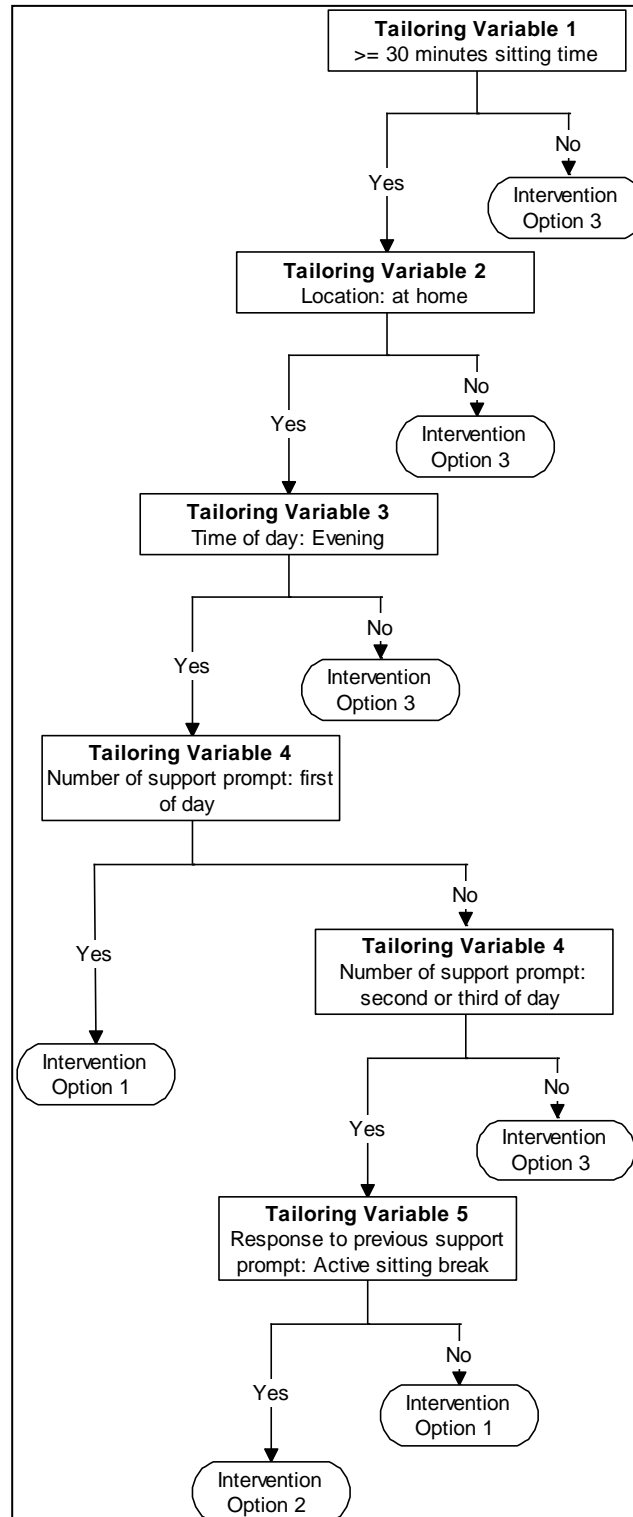 Tailoring Variable 1
>= 30 minutes sitting time
No
Yes
Intervention
Option 3
Tailoring Variable 2
Location: at home
No
Yes
Intervention
Option 3
Tailoring Variable 3
Time of day: Evening
No
Yes
Intervention
Option 3
Tailoring Variable 4
Number of support prompt: first
of day
No
Yes
Tailoring Variable 4
Number of support prompt:
second or third of day
Intervention
Option 1
No
Yes
Intervention
Option 3
Tailoring Variable 5
Response to previous support
prompt: Active sitting break
No
Yes
Intervention
Option 1
Intervention
Option 2